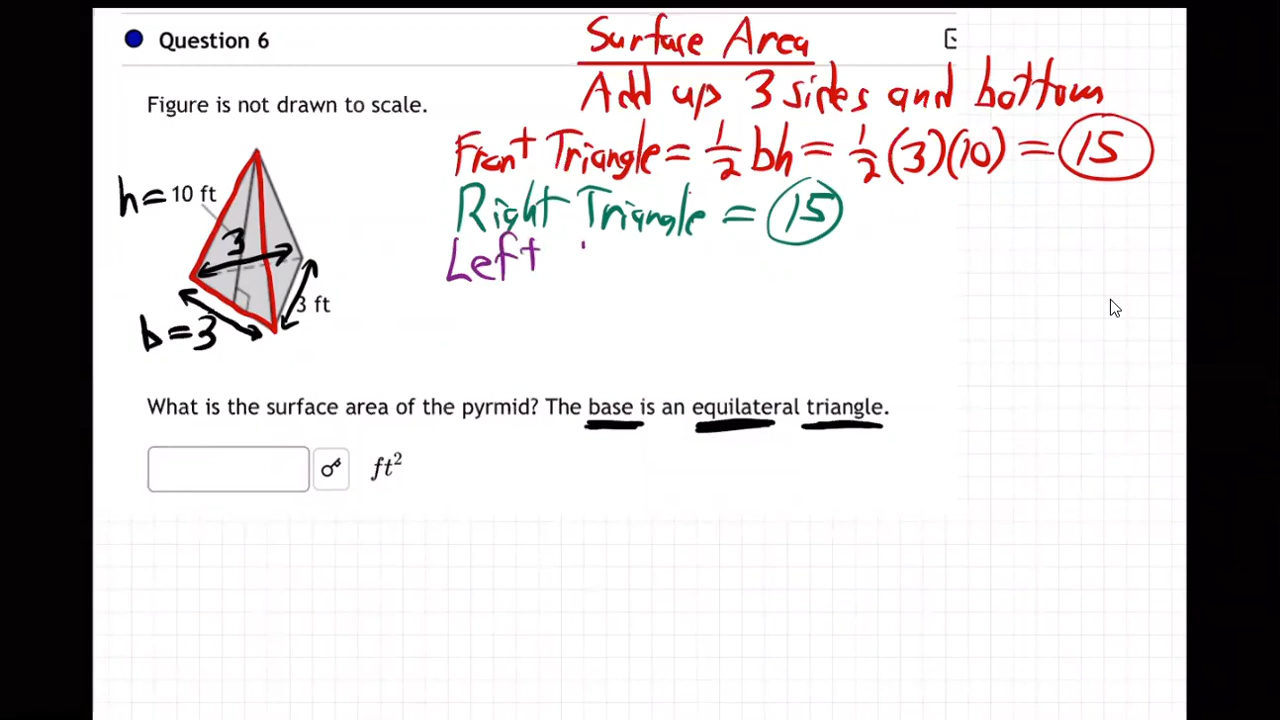 Question 6
Surface Area
Add up 3 sides and bottom
Figure is not drawn to scale.
Front Triangle = 1/2 bh = 1/2 (3)(10) = 15
h = 10 ft
Right Triangle = 15
3
Left
3 ft
b = 3
What is the surface area of the pyrmid? The base is an equilateral triangle.
ft²